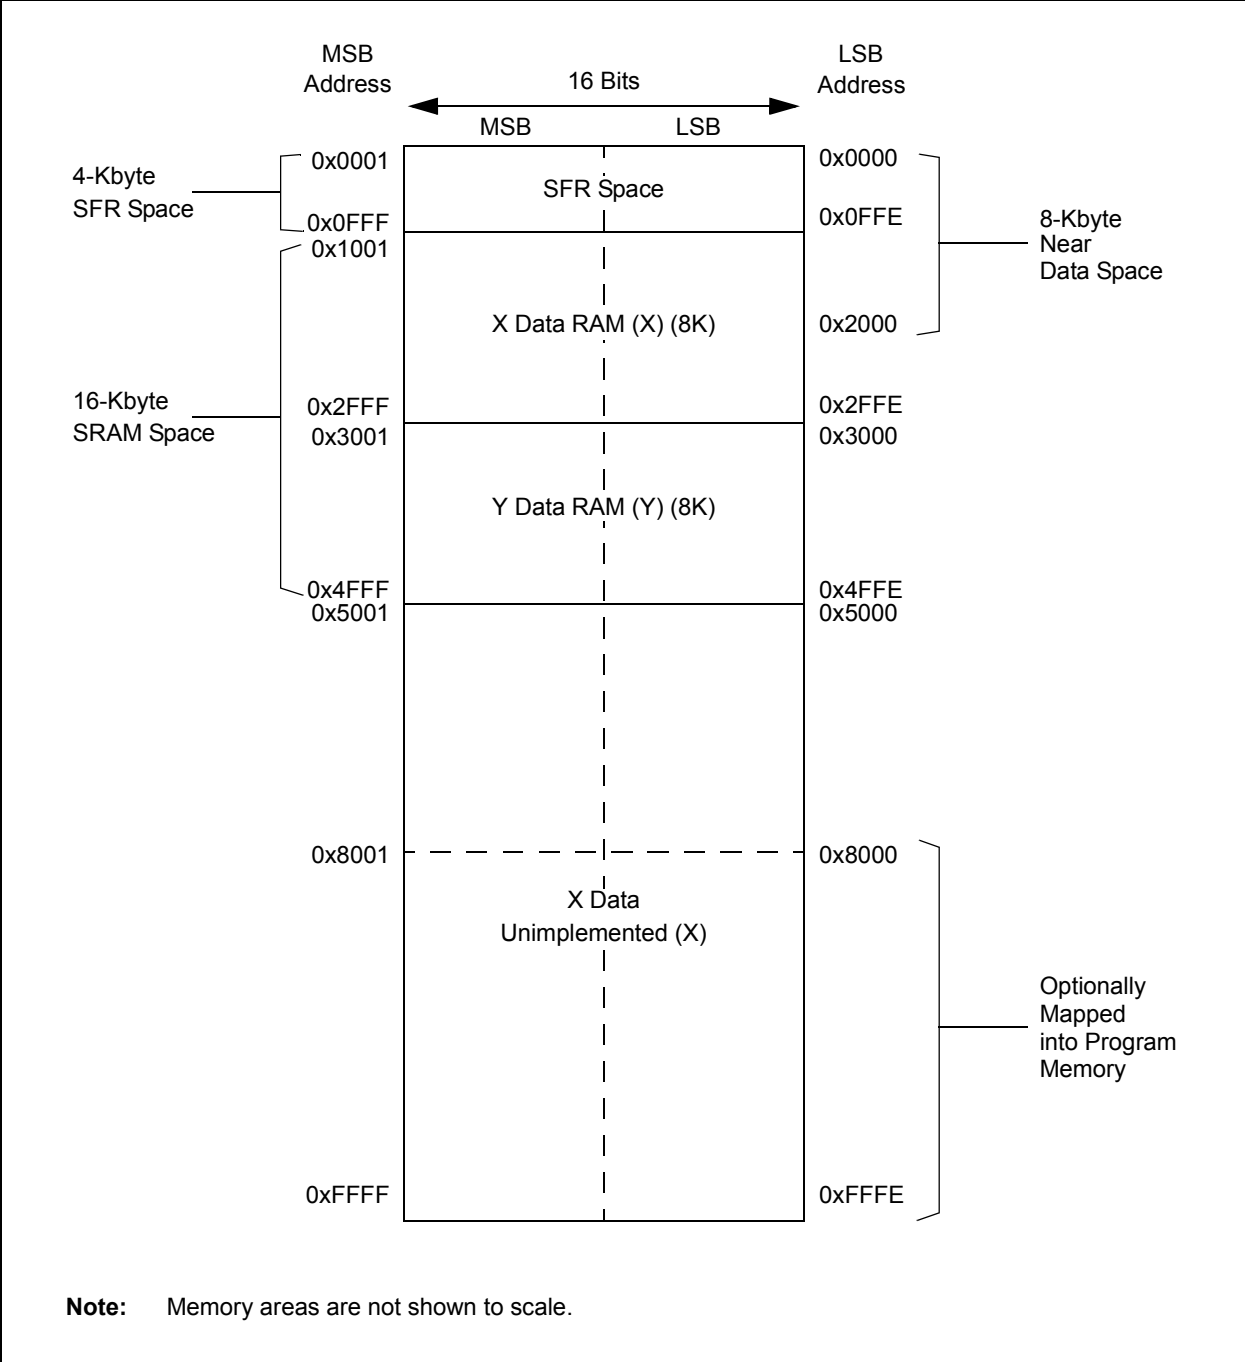 MSB
Address
16 Bits
LSB
Address
MSB
LSB
0x0001
0x0000
4-Kbyte
SFR Space
SFR Space
0x0FFF
0x0FFE
8-Kbyte
Near
Data Space
0x1001
X Data RAM (X) (8K)
0x2000
16-Kbyte
SRAM Space
0x2FFF
0x2FFE
0x3001
0x3000
Y Data RAM (Y) (8K)
0x4FFF
0x4FFE
0x5001
0x5000
0x8001
0x8000
X Data
Unimplemented (X)
Optionally
Mapped
into Program
Memory
0xFFFF
0xFFFE
Note: Memory areas are not shown to scale.